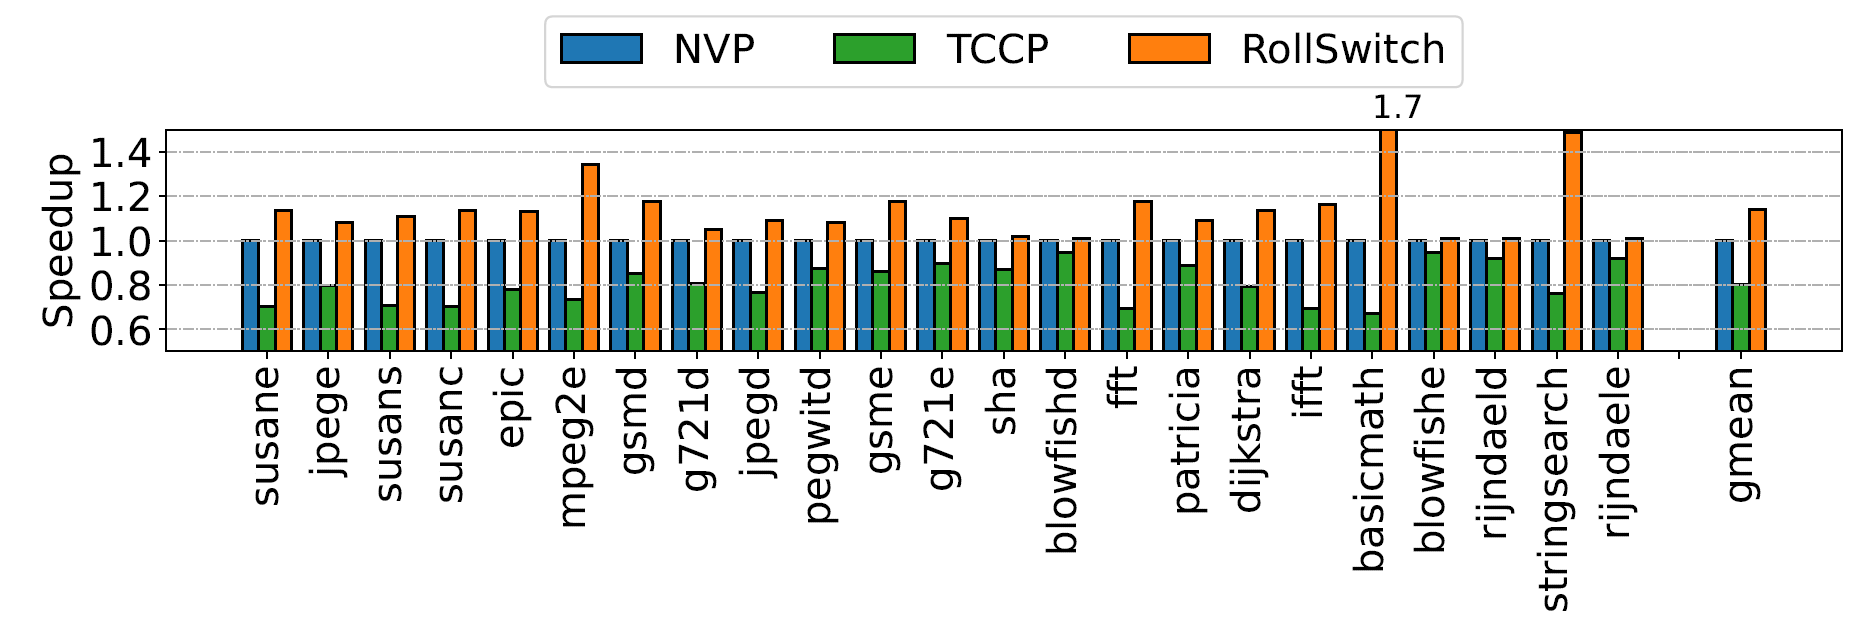 NVP TCCP RollSwitch
1.7
Speedup
1.4
1.2
1.0
0.8
0.6
susane
jpege
susans
susanc
epic
mpeg2e
gsmd
g721d
jpegd
pegwitd
gsme
g721e
sha
blowfishd
fft
patricia
dijkstra
ifft
basicmath
blowfishe
rijndaeld
stringsearch
rijndaele
gmean